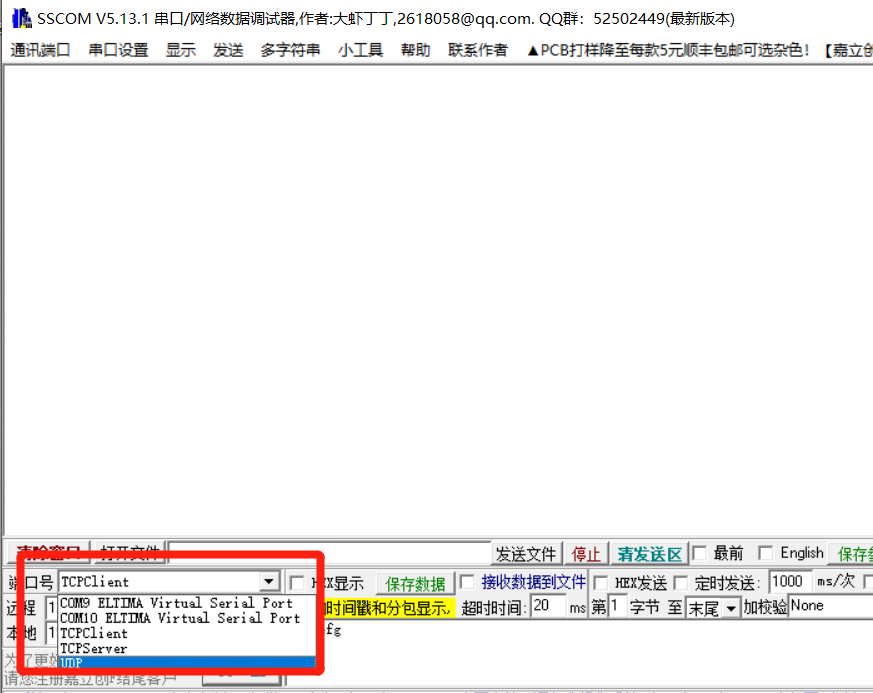 SSCOM V5.13.1 串口/网络数据调试器,作者:大虾丁丁,2618058@qq.com. QQ群：52502449(最新版本)
通讯端口 串口设置 显示 发送 多字符串 小工具 帮助 联系作者 ▲PCB打样降至每款5元顺丰包邮可选杂色！【嘉立创
清除窗口 打开文件 发送文件 停止 清发送区 最前 English 保存参
端口号 TCPClient HEX显示 保存数据 接收数据到文件 HEX发送 定时发送: 1000 ms/次
远程 1 COM9 ELTIMA Virtual Serial Port 时间戳和分包显示, 超时时间: 20 ms 第 1 字节 至 末尾 加校验 None
COM10 ELTIMA Virtual Serial Port
本地 1 TCPClient fg
TCPServer
为了更好 UDP
请您注册嘉立创F结尾客户